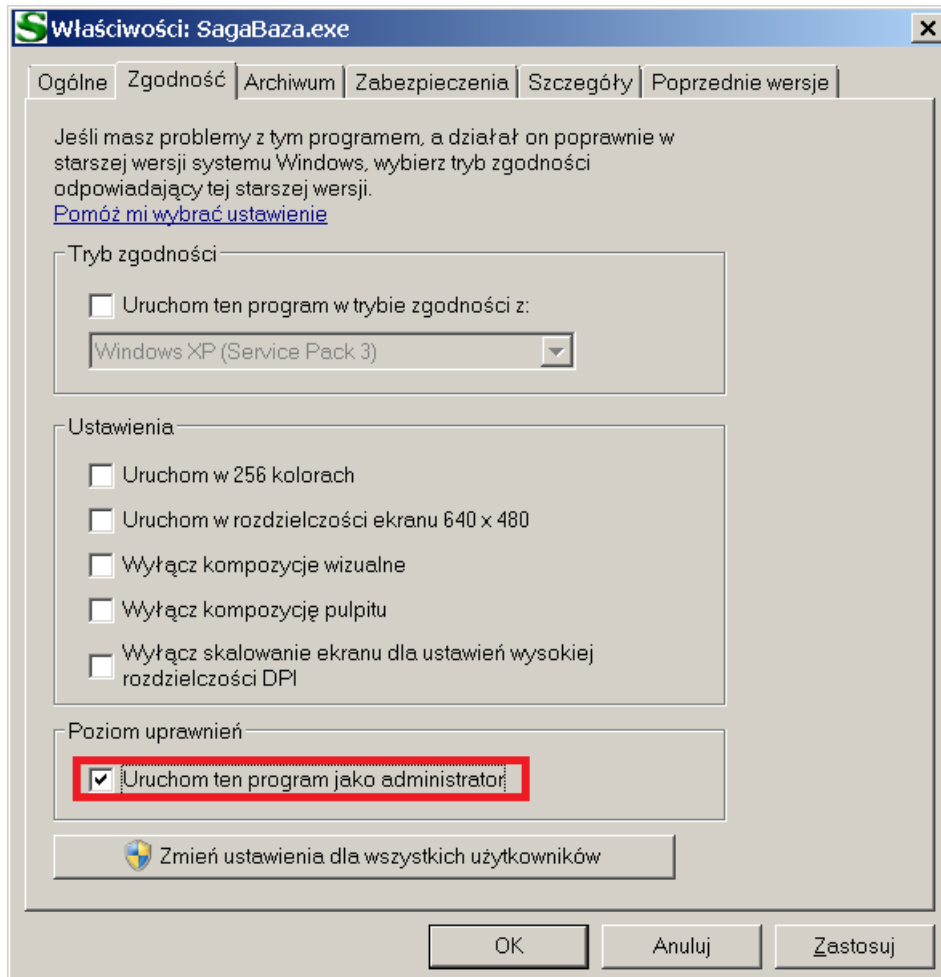 Właściwości: SagaBaza.exe
Ogólne Zgodność Archiwum Zabezpieczenia Szczegóły Poprzednie wersje
Jeśli masz problemy z tym programem, a działał on poprawnie w
starszej wersji systemu Windows, wybierz tryb zgodności
odpowiadający tej starszej wersji.
Pomóż mi wybrać ustawienie
Tryb zgodności
Uruchom ten program w trybie zgodności z:
Windows XP (Service Pack 3)
Ustawienia
Uruchom w 256 kolorach
Uruchom w rozdzielczości ekranu 640 x 480
Wyłącz kompozycje wizualne
Wyłącz kompozycję pulpitu
Wyłącz skalowanie ekranu dla ustawień wysokiej
rozdzielczości DPI
Poziom uprawnień
Uruchom ten program jako administrator
Zmień ustawienia dla wszystkich użytkowników
OK Anuluj Zastosuj